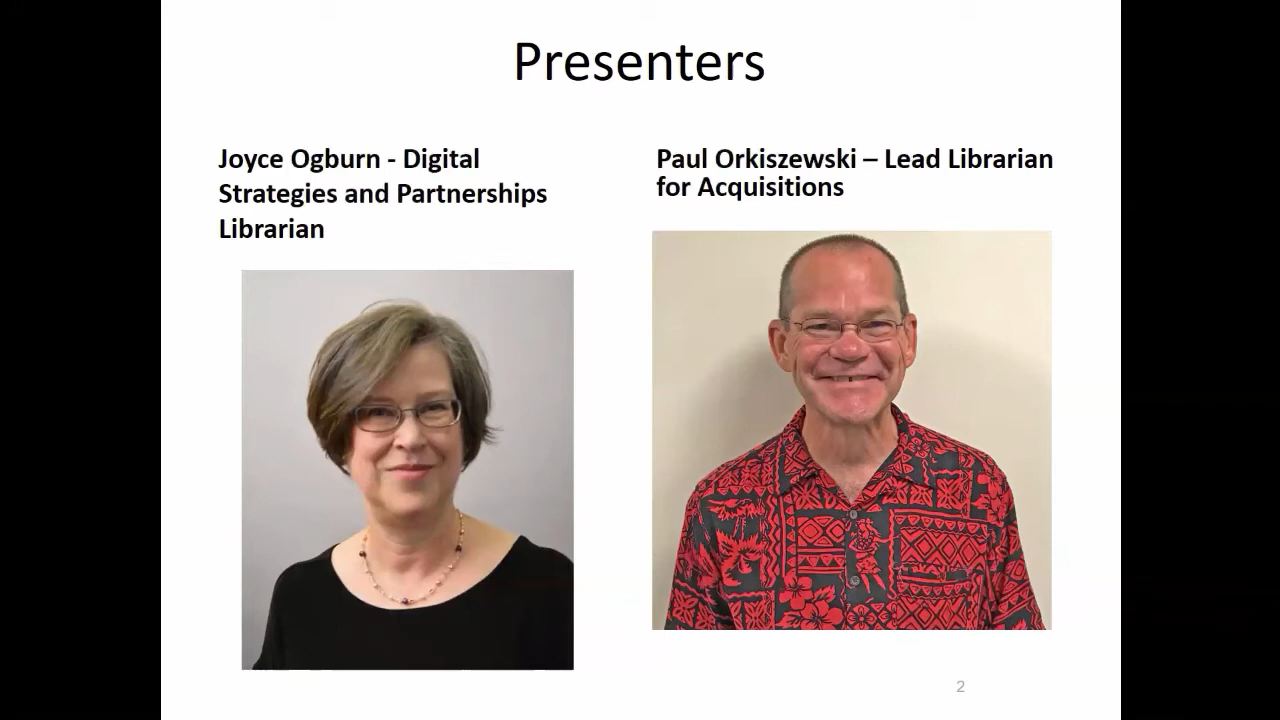 Presenters
Joyce Ogburn - Digital
Strategies and Partnerships
Librarian
Paul Orkiszewski – Lead Librarian
for Acquisitions
2